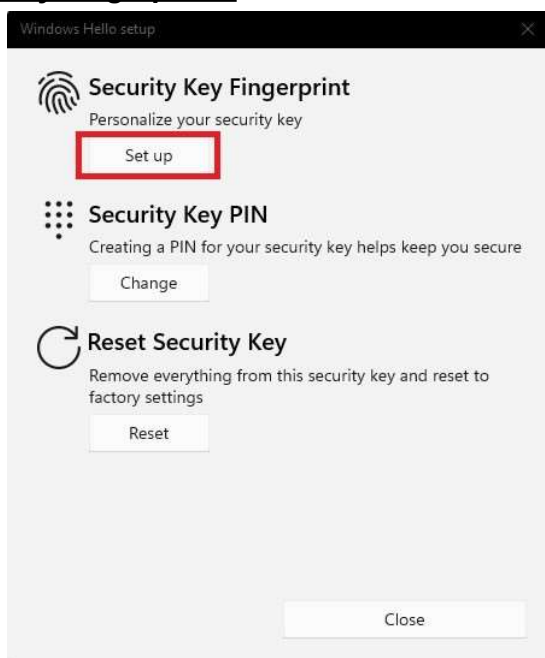 Windows Hello setup
Security Key Fingerprint
Personalize your security key
Set up
Security Key PIN
Creating a PIN for your security key helps keep you secure
Change
Reset Security Key
Remove everything from this security key and reset to
factory settings
Reset
Close